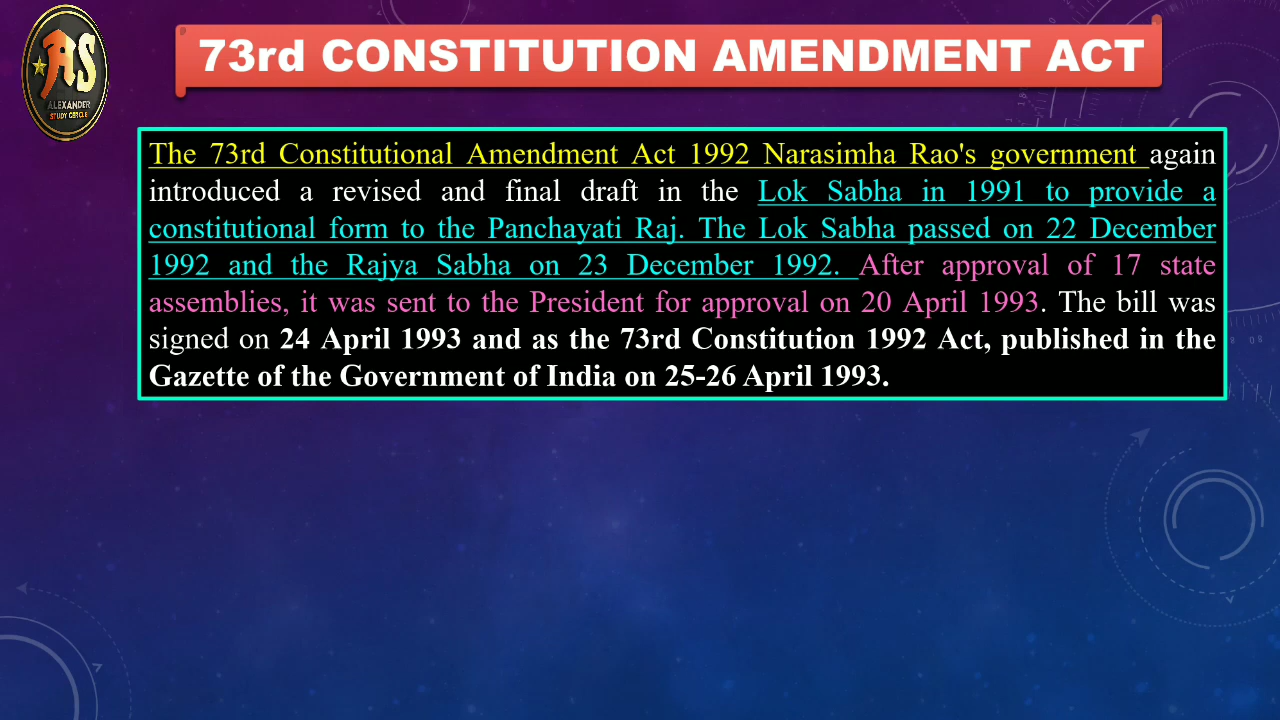 AS
ALEXANDER
STUDY CIRCLE
73rd CONSTITUTION AMENDMENT ACT
The 73rd Constitutional Amendment Act 1992 Narasimha Rao's government again
introduced a revised and final draft in the Lok Sabha in 1991 to provide a
constitutional form to the Panchayati Raj. The Lok Sabha passed on 22 December
1992 and the Rajya Sabha on 23 December 1992. After approval of 17 state
assemblies, it was sent to the President for approval on 20 April 1993. The bill was
signed on 24 April 1993 and as the 73rd Constitution 1992 Act, published in the
Gazette of the Government of India on 25-26 April 1993.